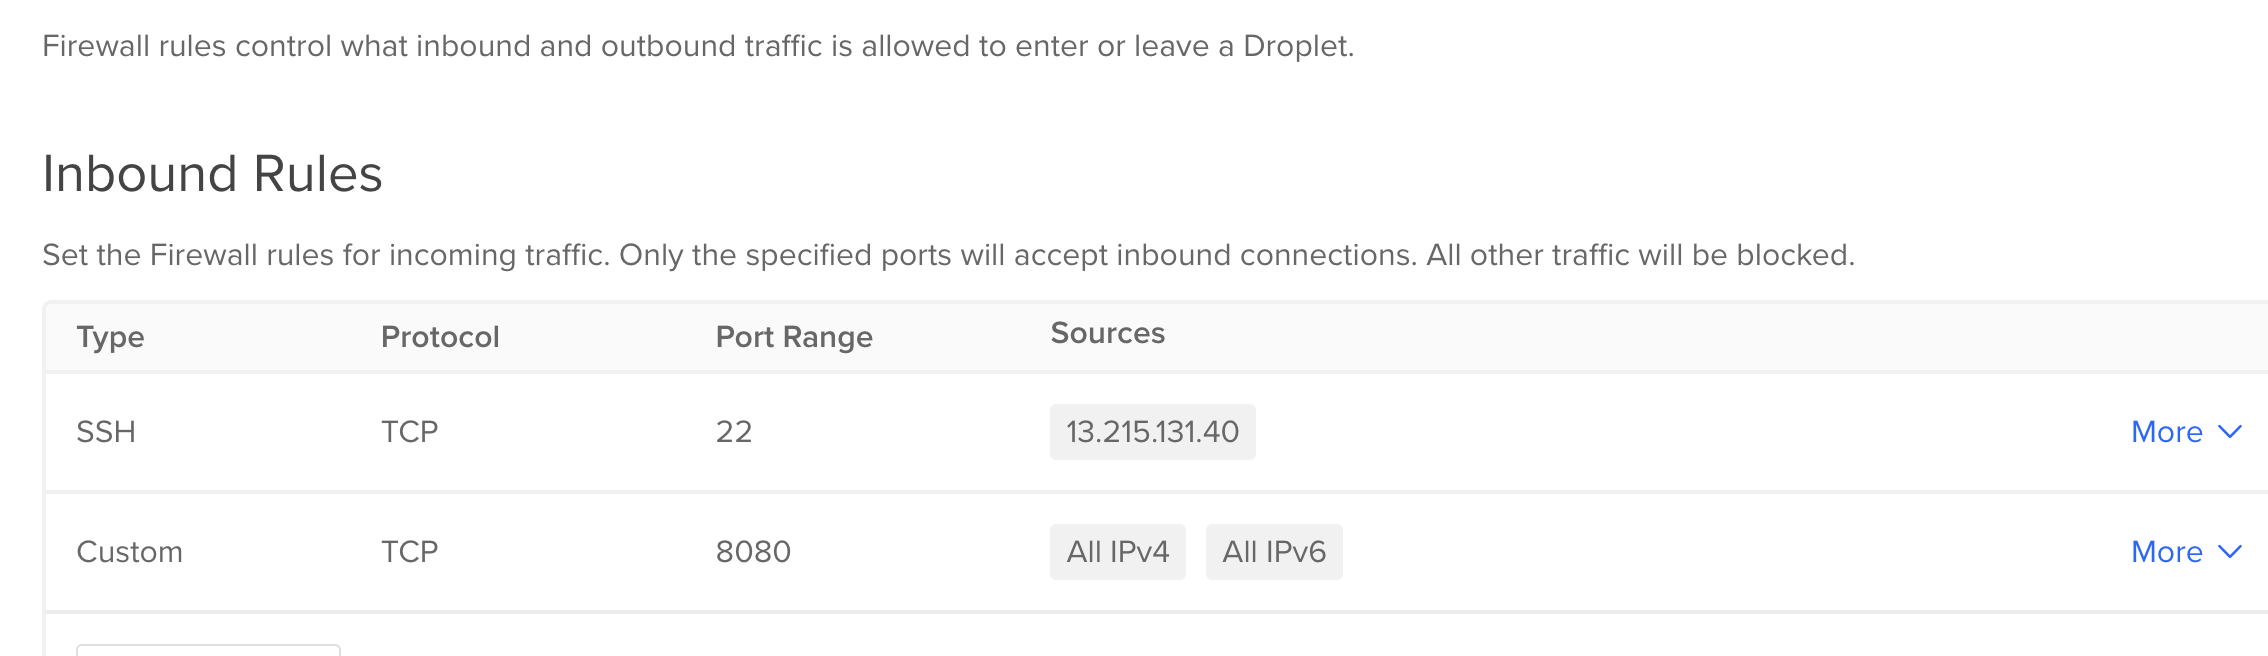 Firewall rules control what inbound and outbound traffic is allowed to enter or leave a Droplet.
Inbound Rules
Set the Firewall rules for incoming traffic. Only the specified ports will accept inbound connections. All other traffic will be blocked.
Type Protocol Port Range Sources
SSH TCP 22 13.215.131.40 More
Custom TCP 8080 All IPv4 All IPv6 More